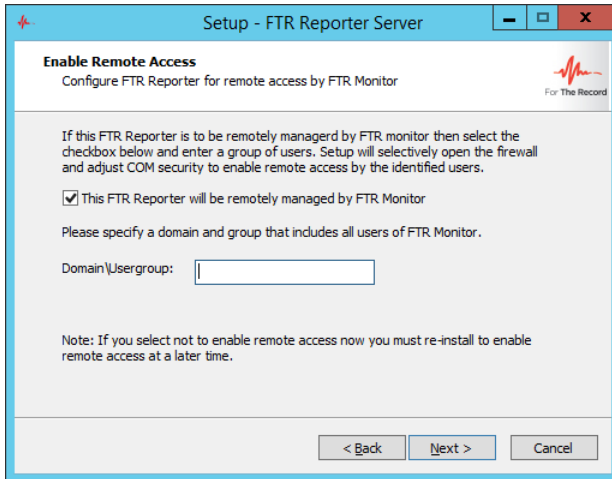 Setup - FTR Reporter Server
Enable Remote Access
Configure FTR Reporter for remote access by FTR Monitor
For The Record
If this FTR Reporter is to be remotely managerd by FTR monitor then select the
checkbox below and enter a group of users. Setup will selectively open the firewall
and adjust COM security to enable remote access by the identified users.
This FTR Reporter will be remotely managed by FTR Monitor
Please specify a domain and group that includes all users of FTR Monitor.
Domain\Usergroup:
Note: If you select not to enable remote access now you must re-install to enable
remote access at a later time.
< Back Next > Cancel